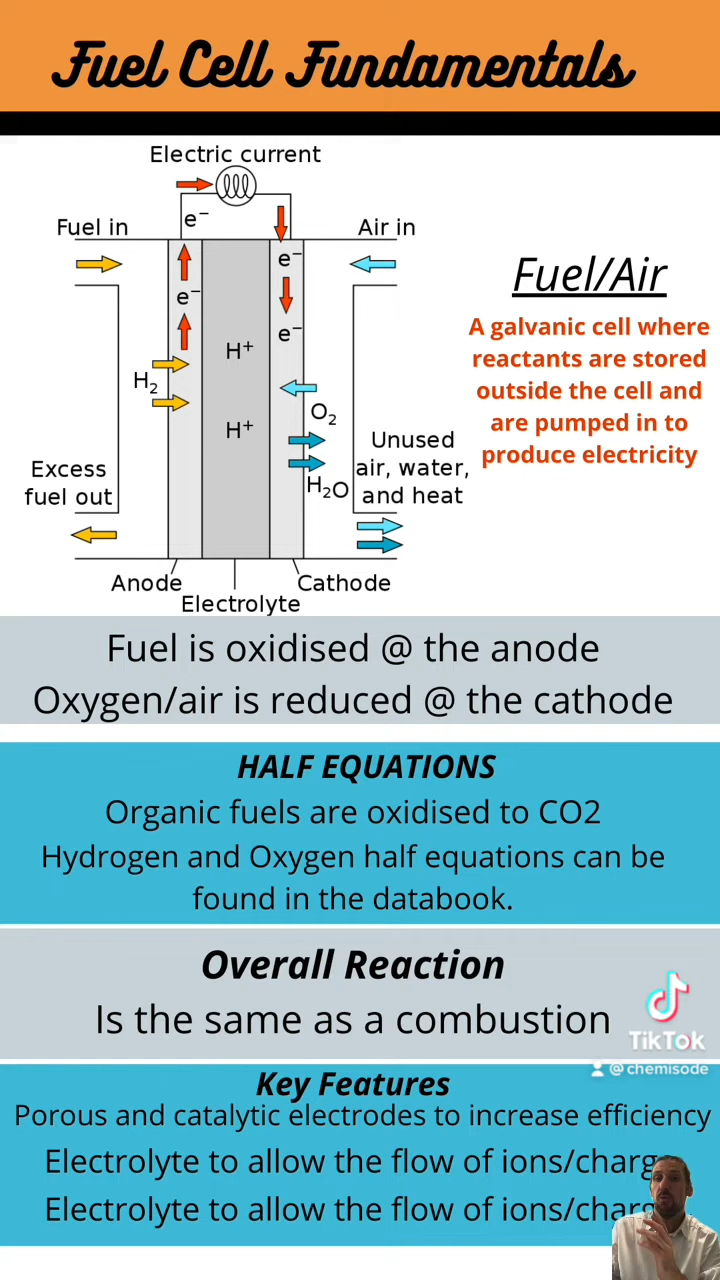 Fuel Cell Fundamentals
Electric current
e⁻
Fuel in
Air in
e⁻
e⁻
e⁻
H⁺
H₂
O₂
H⁺
H₂O
Excess
fuel out
Unused
air, water,
and heat
Anode
Cathode
Electrolyte
Fuel/Air
A galvanic cell where
reactants are stored
outside the cell and
are pumped in to
produce electricity
Fuel is oxidised @ the anode
Oxygen/air is reduced @ the cathode
HALF EQUATIONS
Organic fuels are oxidised to CO2
Hydrogen and Oxygen half equations can be
found in the databook.
Overall Reaction
Is the same as a combustion
TikTok
@chemisode
Key Features
Porous and catalytic electrodes to increase efficiency
Electrolyte to allow the flow of ions/charg
Electrolyte to allow the flow of ions/charg